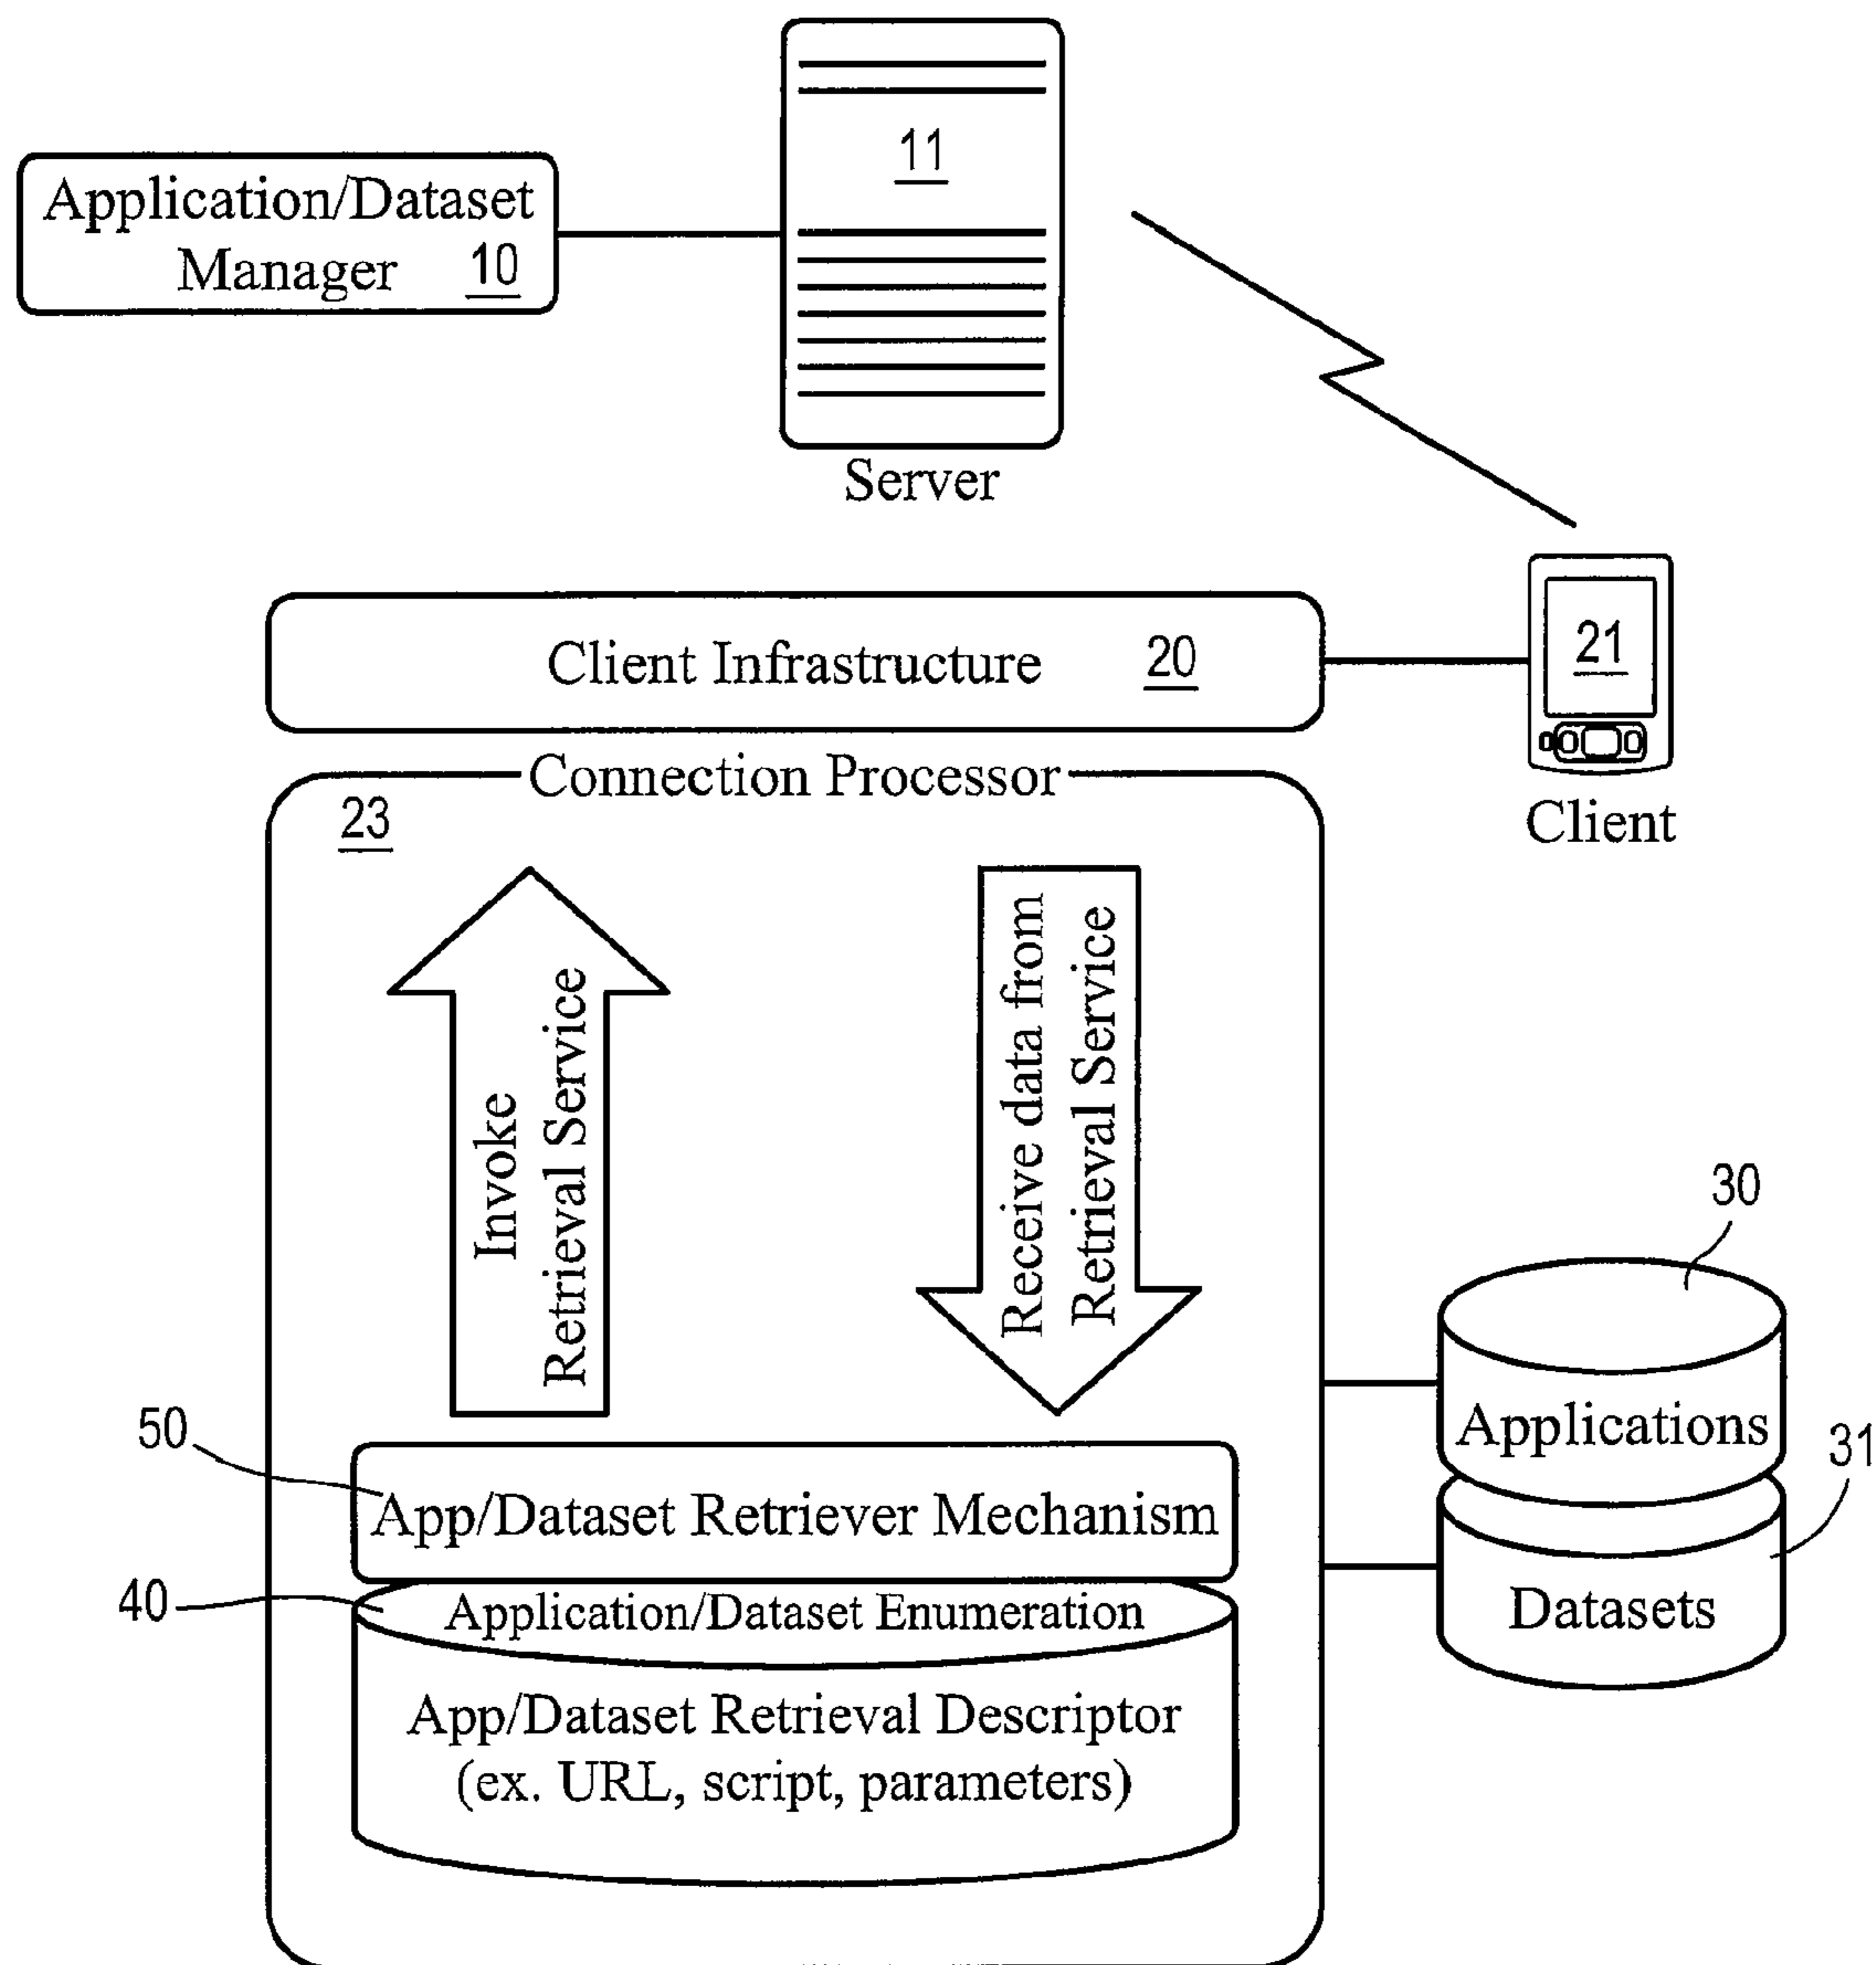 11
Application/Dataset
Manager 10
Server
Client Infrastructure 20
21
Client
Connection Processor
23
Invoke
Retrieval Service
Receive data from
Retrieval Service
30
Applications
31
Datasets
50
App/Dataset Retriever Mechanism
40
Application/Dataset Enumeration
App/Dataset Retrieval Descriptor
(ex. URL, script, parameters)